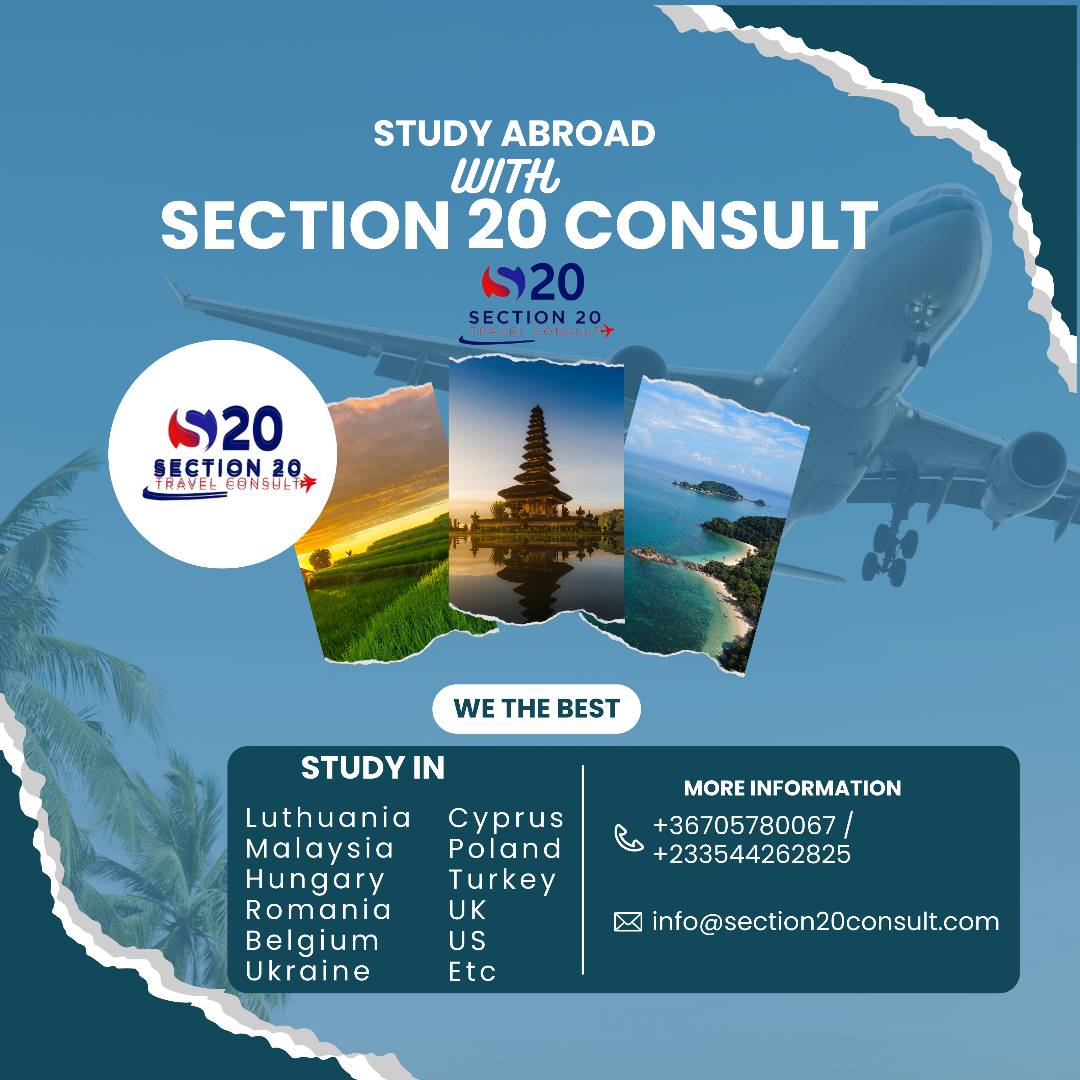 STUDY ABROAD
WITH
SECTION 20 CONSULT
S20
SECTION 20
TRAVEL CONSULT
S20
SECTION 20
TRAVEL CONSULT
WE THE BEST
STUDY IN
Luthuania
Malaysia
Hungary
Romania
Belgium
Ukraine
Cyprus
Poland
Turkey
UK
US
Etc
MORE INFORMATION
+36705780067 /
+233544262825
info@section20consult.com